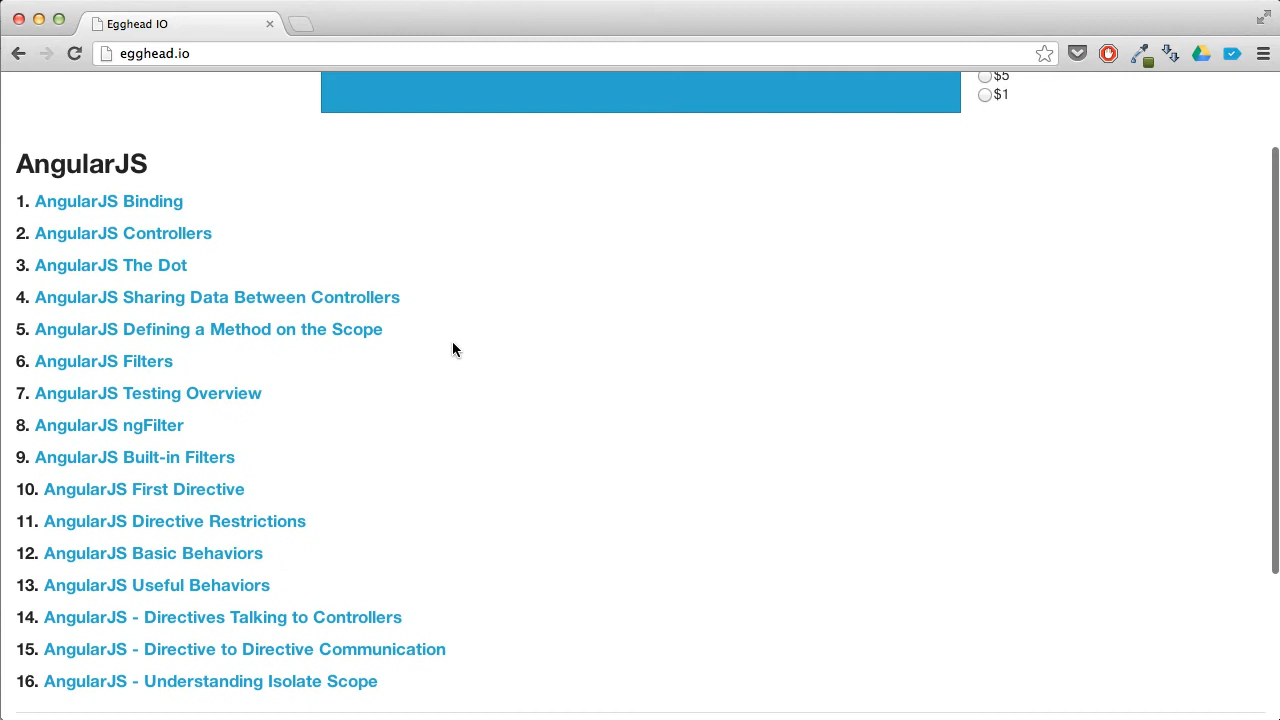 Egghead IO
egghead.io
$5
$1
AngularJS
1. AngularJS Binding
2. AngularJS Controllers
3. AngularJS The Dot
4. AngularJS Sharing Data Between Controllers
5. AngularJS Defining a Method on the Scope
6. AngularJS Filters
7. AngularJS Testing Overview
8. AngularJS ngFilter
9. AngularJS Built-in Filters
10. AngularJS First Directive
11. AngularJS Directive Restrictions
12. AngularJS Basic Behaviors
13. AngularJS Useful Behaviors
14. AngularJS - Directives Talking to Controllers
15. AngularJS - Directive to Directive Communication
16. AngularJS - Understanding Isolate Scope